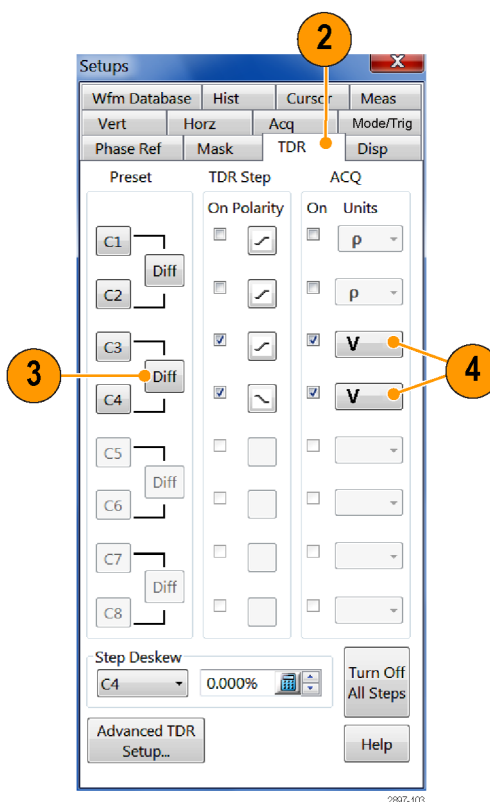 2
Setups
X
Wfm Database Hist Cursor Meas
Vert Horz Acq Mode/Trig
Phase Ref Mask TDR Disp
Preset TDR Step ACQ
On Polarity On Units
C1 ρ
Diff
C2 ρ
C3 V
3 Diff 4
C4 V
C5
Diff
C6
C7
Diff
C8
Step Deskew
C4 0.000%
Turn Off
All Steps
Advanced TDR
Setup...
Help
2897-103